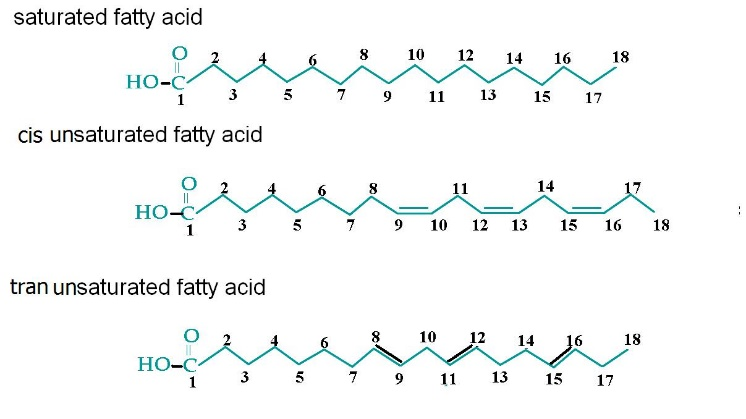 saturated fatty acid
O 2 4 6 8 10 12 14 16 18
HO-C
1 3 5 7 9 11 13 15 17
cis unsaturated fatty acid
O 2 4 6 8 11 14 17
HO-C
1 3 5 7 9 10 12 13 15 16 18
tran unsaturated fatty acid
O 2 4 6 8 10 12 14 16 18
HO-C
1 3 5 7 9 11 13 15 17